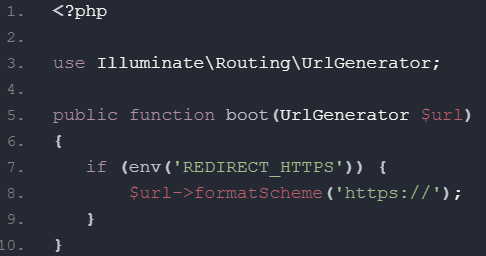 1. <?php
2.
3. use Illuminate\Routing\UrlGenerator;
4.
5. public function boot(UrlGenerator $url)
6. {
7.     if (env('REDIRECT_HTTPS')) {
8.         $url->formatScheme('https://');
9.     }
10. }